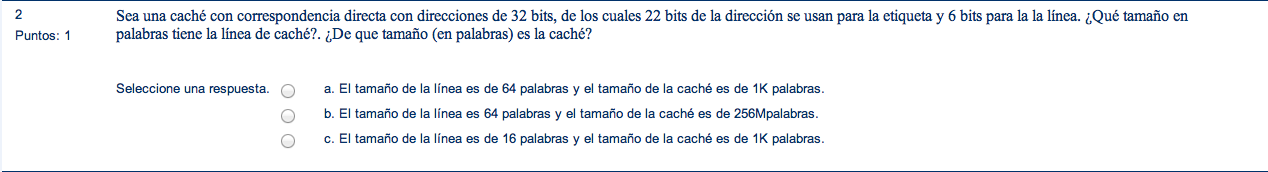 2
Puntos: 1
Sea una caché con correspondencia directa con direcciones de 32 bits, de los cuales 22 bits de la dirección se usan para la etiqueta y 6 bits para la la línea. ¿Qué tamaño en
palabras tiene la línea de caché?. ¿De que tamaño (en palabras) es la caché?
Seleccione una respuesta.
a. El tamaño de la línea es de 64 palabras y el tamaño de la caché es de 1K palabras.
b. El tamaño de la línea es 64 palabras y el tamaño de la caché es de 256Mpalabras.
c. El tamaño de la línea es de 16 palabras y el tamaño de la caché es de 1K palabras.